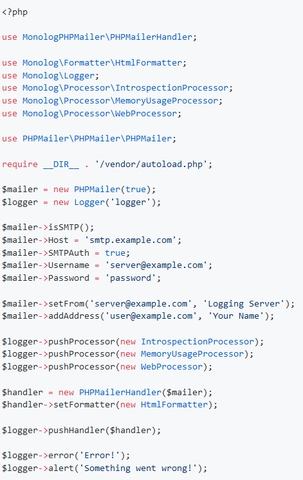 <?php
use MonologPHPMailer\PHPMailerHandler;
use Monolog\Formatter\HtmlFormatter;
use Monolog\Logger;
use Monolog\Processor\IntrospectionProcessor;
use Monolog\Processor\MemoryUsageProcessor;
use Monolog\Processor\WebProcessor;
use PHPMailer\PHPMailer\PHPMailer;
require __DIR__ . '/vendor/autoload.php';
$mailer = new PHPMailer(true);
$logger = new Logger('logger');
$mailer->isSMTP();
$mailer->Host = 'smtp.example.com';
$mailer->SMTPAuth = true;
$mailer->Username = 'server@example.com';
$mailer->Password = 'password';
$mailer->setFrom('server@example.com', 'Logging Server');
$mailer->addAddress('user@example.com', 'Your Name');
$logger->pushProcessor(new IntrospectionProcessor);
$logger->pushProcessor(new MemoryUsageProcessor);
$logger->pushProcessor(new WebProcessor);
$handler = new PHPMailerHandler($mailer);
$handler->setFormatter(new HtmlFormatter);
$logger->pushHandler($handler);
$logger->error('Error!');
$logger->alert('Something went wrong!');